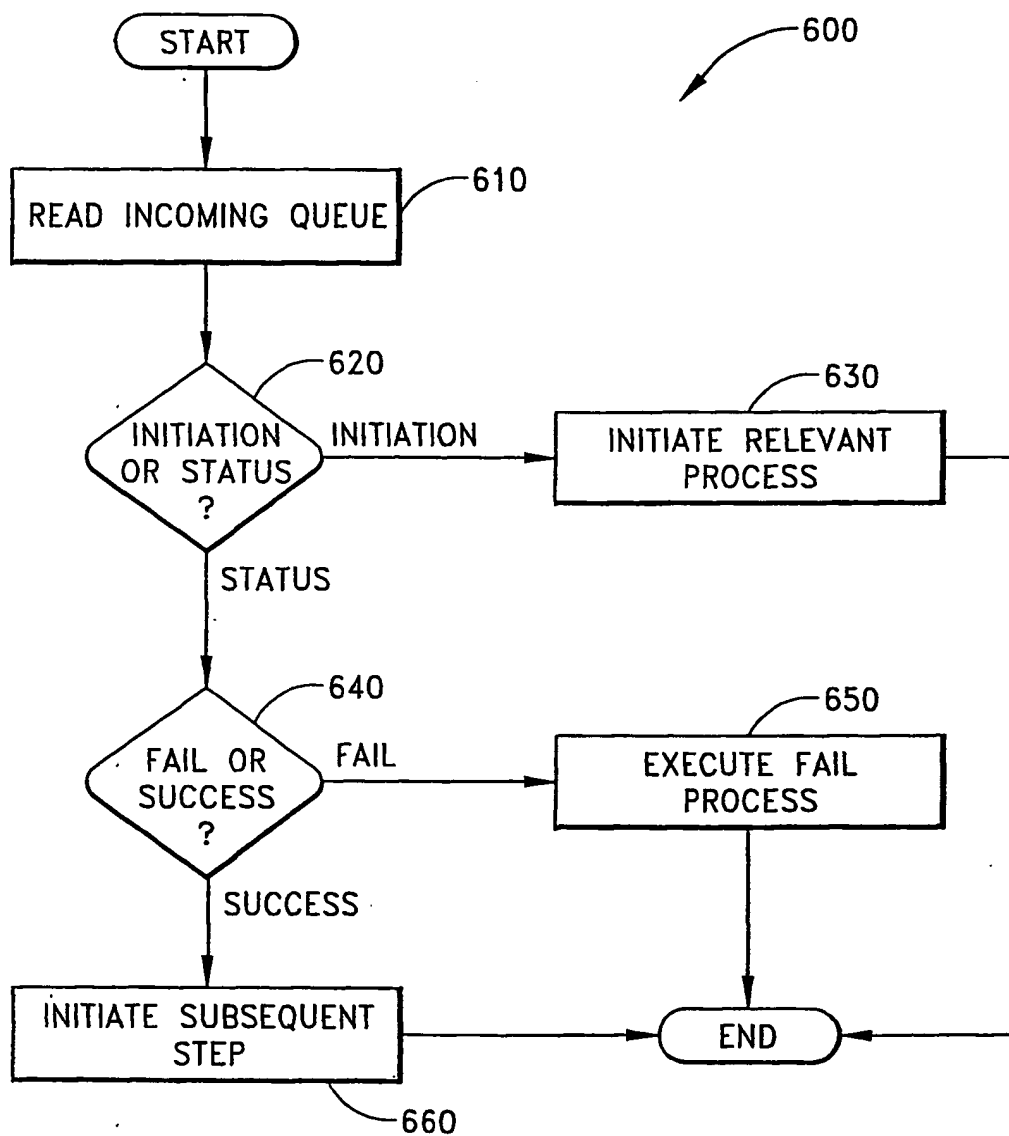 START
600
610
READ INCOMING QUEUE
620
INITIATION
OR STATUS
?
INITIATION
630
INITIATE RELEVANT
PROCESS
STATUS
640
FAIL OR
SUCCESS
?
FAIL
650
EXECUTE FAIL
PROCESS
SUCCESS
INITIATE SUBSEQUENT
STEP
END
660